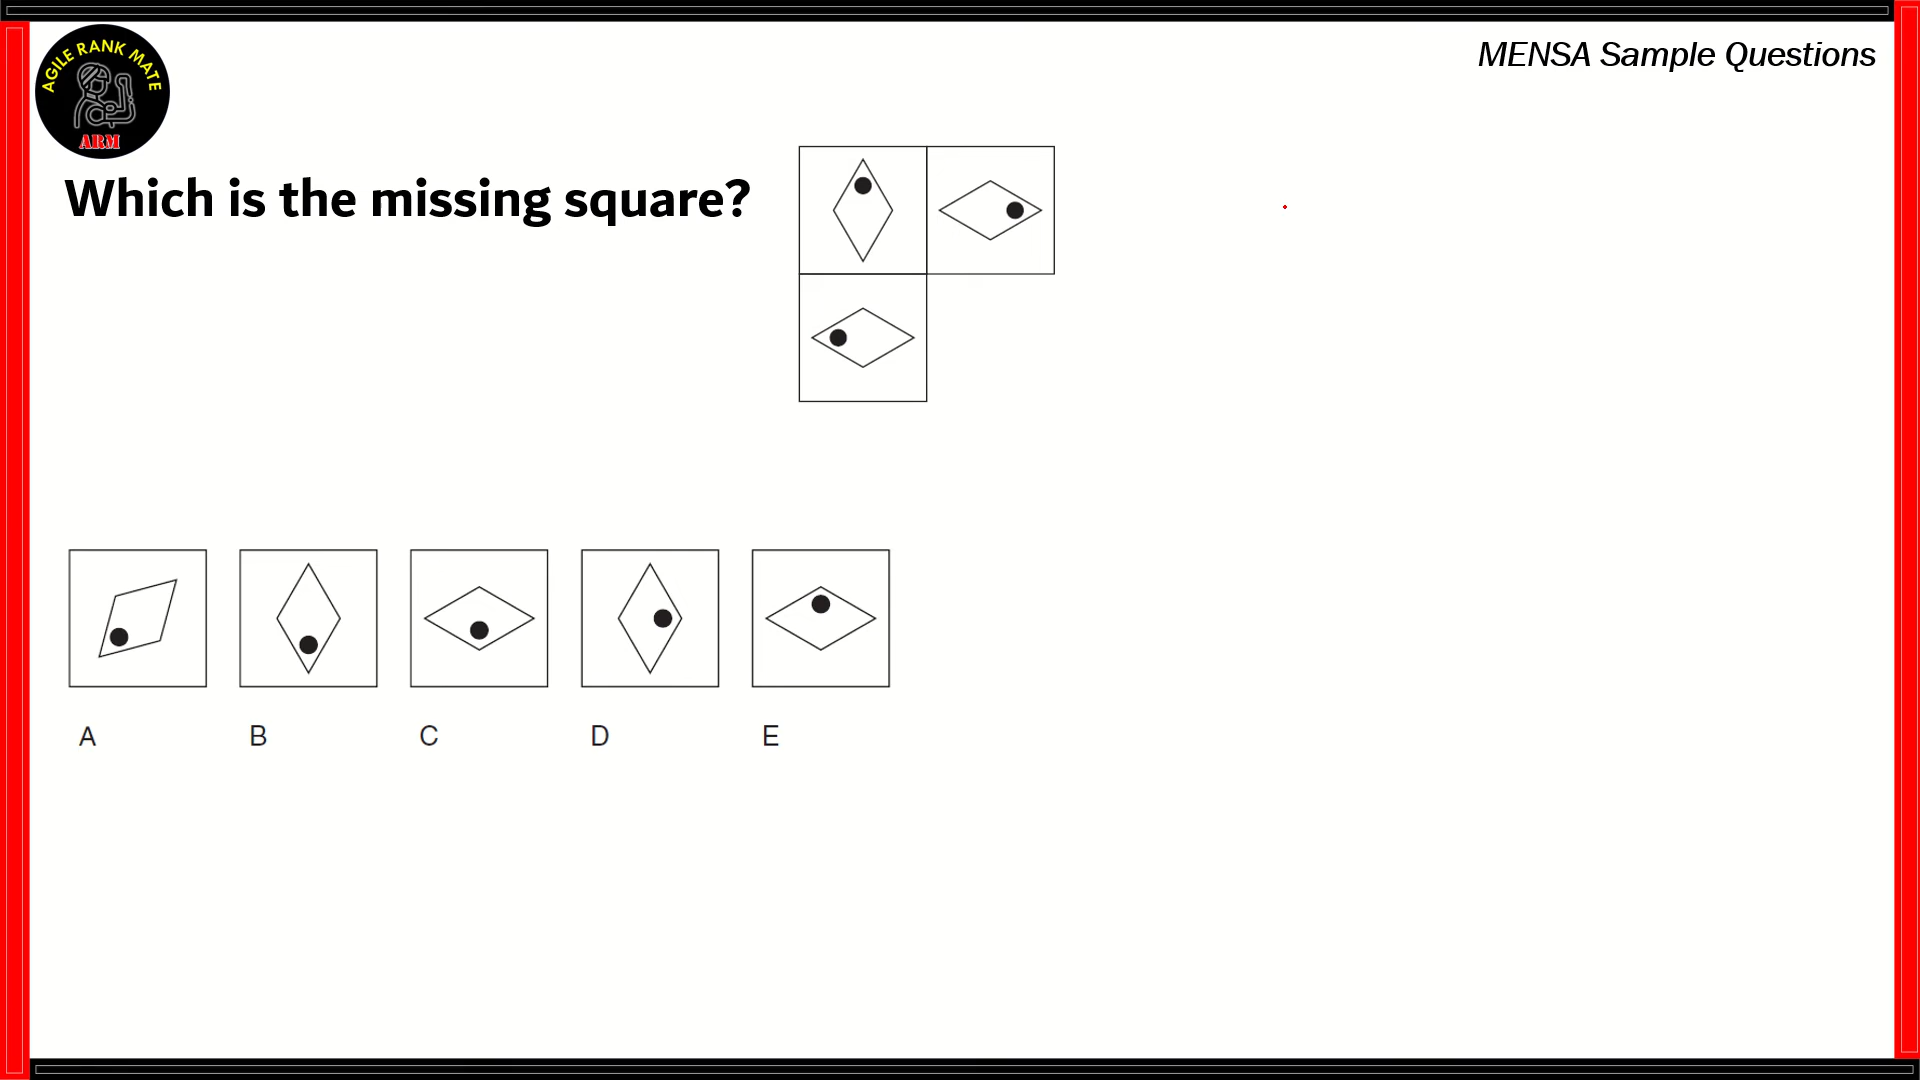 AGILE RANK MATE
ARM
MENSA Sample Questions
Which is the missing square?
A B C D E